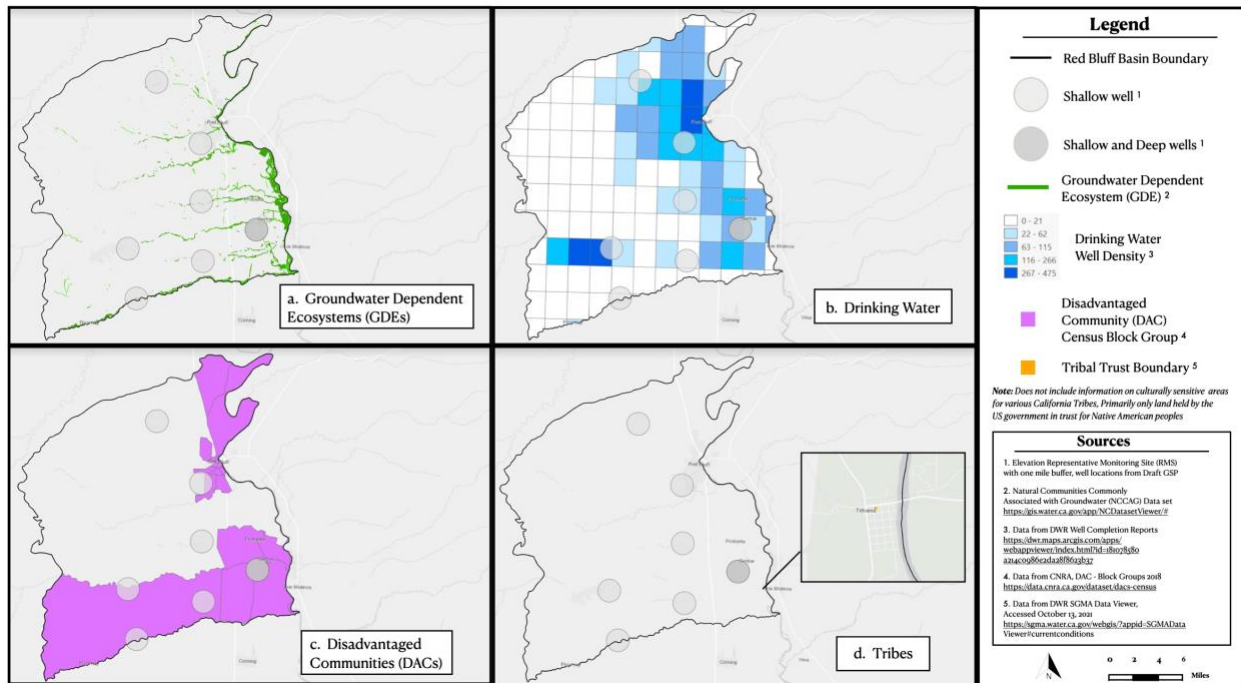 a. Groundwater Dependent
Ecosystems (GDEs)
b. Drinking Water
c. Disadvantaged
Communities (DACs)
Tehama
d. Tribes
Corning
Corning
Corning
Legend
Red Bluff Basin Boundary
Shallow well 1
Shallow and Deep wells 1
Groundwater Dependent
Ecosystem (GDE) 2
0 - 21
22 - 62
63 - 115
116 - 266
267 - 475
Drinking Water
Well Density 3
Disadvantaged
Community (DAC)
Census Block Group 4
Tribal Trust Boundary 5
Note: Does not include information on culturally sensitive areas
for various California Tribes, Primarily only land held by the
US government in trust for Native American peoples
Sources
1. Elevation Representative Monitoring Site (RMS)
with one mile buffer, well locations from Draft GSP
2. Natural Communities Commonly
Associated with Groundwater (NCCAG) Data set
https://gis.water.ca.gov/app/NCDatasetViewer/#
3. Data from DWR Well Completion Reports
https://dwr.maps.arcgis.com/apps/
webappviewer/index.html?id=181078580
a214c0986e2da28f8623b37
4. Data from CNRA, DAC - Block Groups 2018
https://data.cnra.ca.gov/dataset/dacs-census
5. Data from DWR SGMA Data Viewer,
Accessed October 13, 2021
https://sgma.water.ca.gov/webgis/?appid=SGMAData
Viewer#currentconditions
N
0 2 4 6
Miles